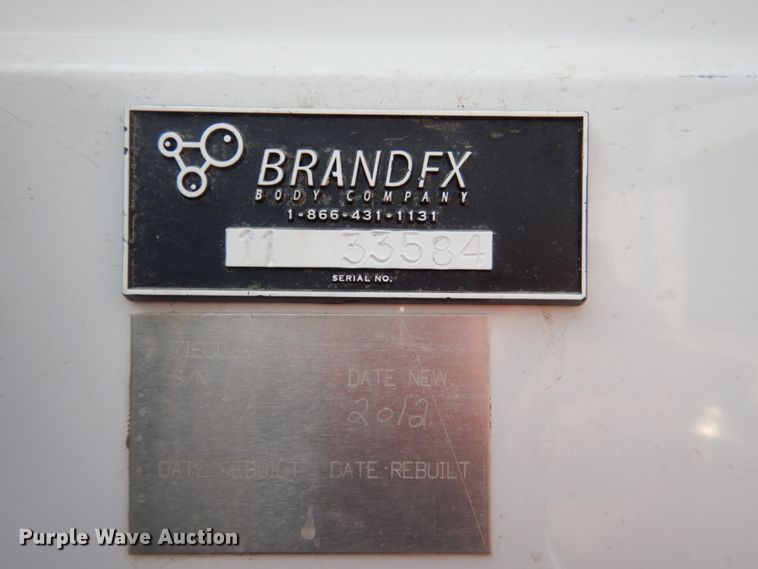 BRANDFX
BODY COMPANY
1-866-431-1131
11 33584
SERIAL NO.
S/N DATE NEW
2012
DATE REBUILT DATE REBUILT
Purple Wave Auction